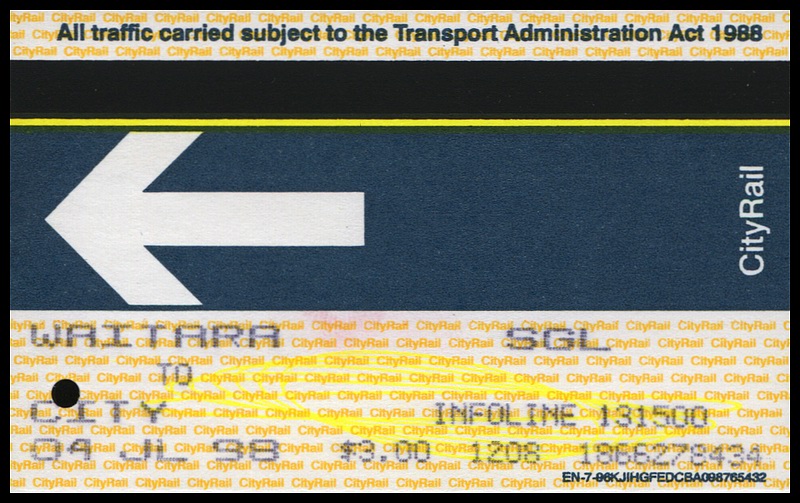 All traffic carried subject to the Transport Administration Act 1988
CityRail
WAITARA SGL
TO
CITY INFOLINE 131500
04 JL 98 $3.00 1208
EN-7-96KJIHGFEDCBA098765432